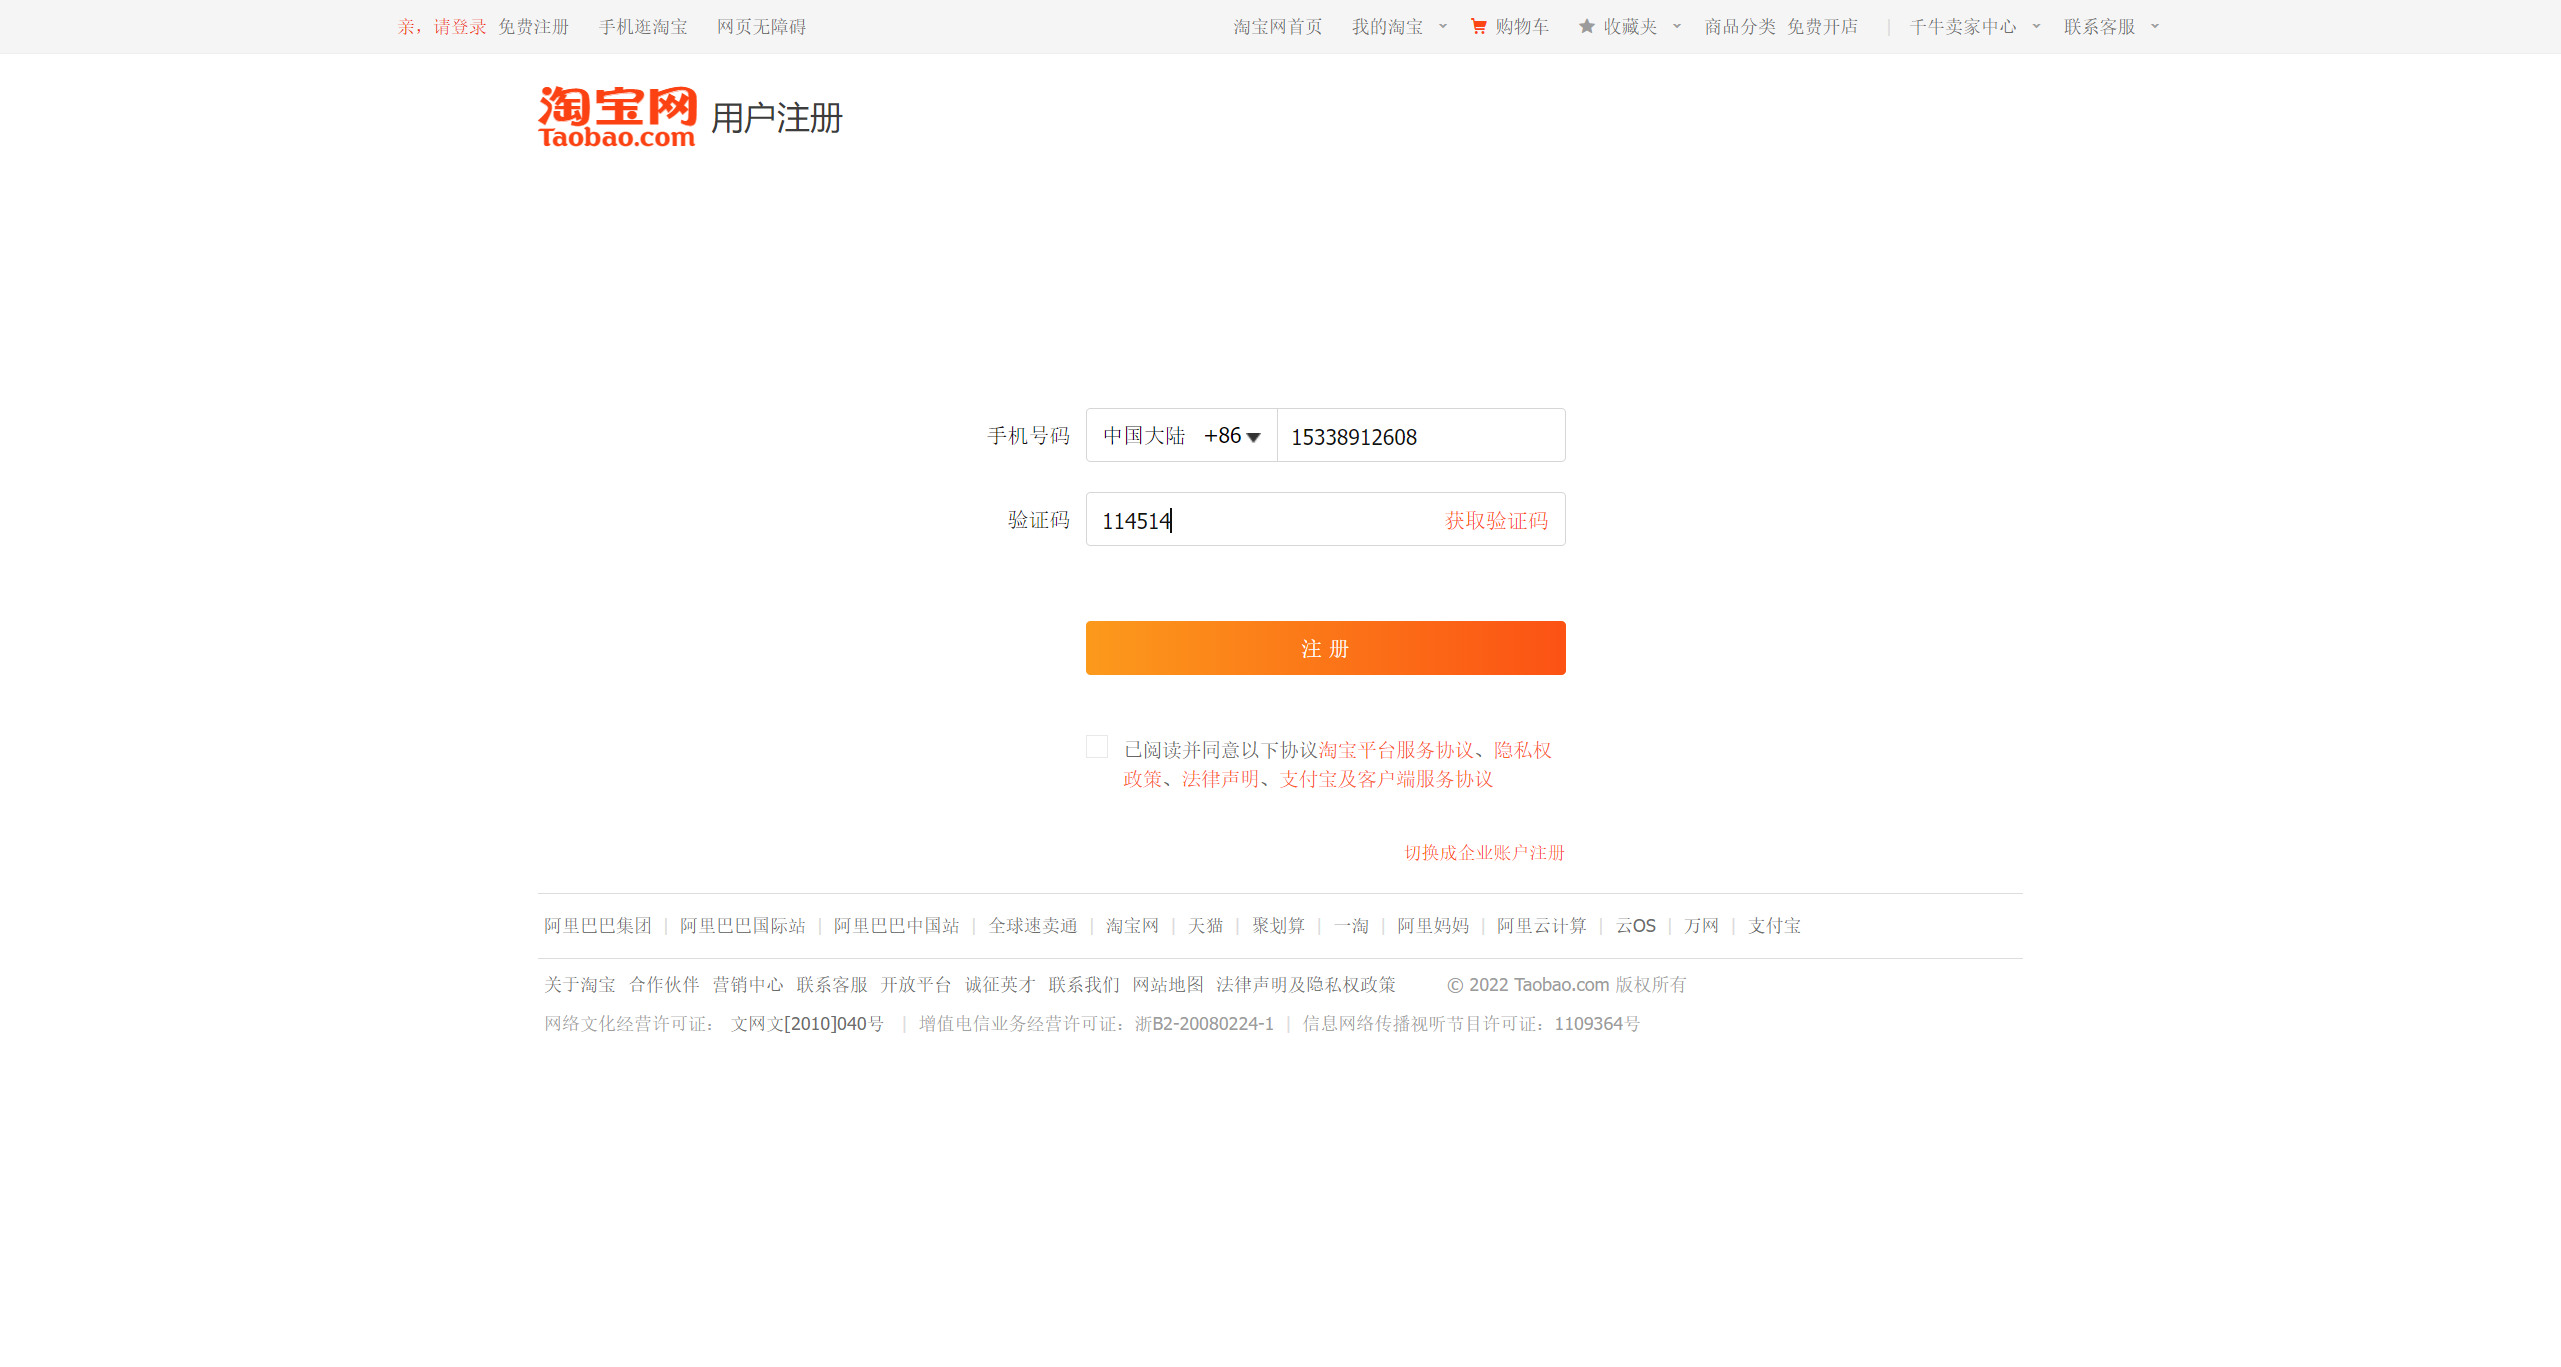 亲，请登录 免费注册 手机逛淘宝 网页无障碍 淘宝网首页 我的淘宝 购物车 收藏夹 商品分类 免费开店 | 千牛卖家中心 联系客服
淘宝网
Taobao.com
用户注册
手机号码 中国大陆 +86 15338912608
验证码 114514 获取验证码
注 册
已阅读并同意以下协议淘宝平台服务协议、隐私权
政策、法律声明、支付宝及客户端服务协议
切换成企业账户注册
阿里巴巴集团 | 阿里巴巴国际站 | 阿里巴巴中国站 | 全球速卖通 | 淘宝网 | 天猫 | 聚划算 | 一淘 | 阿里妈妈 | 阿里云计算 | 云OS | 万网 | 支付宝
关于淘宝 合作伙伴 营销中心 联系客服 开放平台 诚征英才 联系我们 网站地图 法律声明及隐私权政策 © 2022 Taobao.com 版权所有
网络文化经营许可证： 文网文[2010]040号 | 增值电信业务经营许可证：浙B2-20080224-1 | 信息网络传播视听节目许可证：1109364号